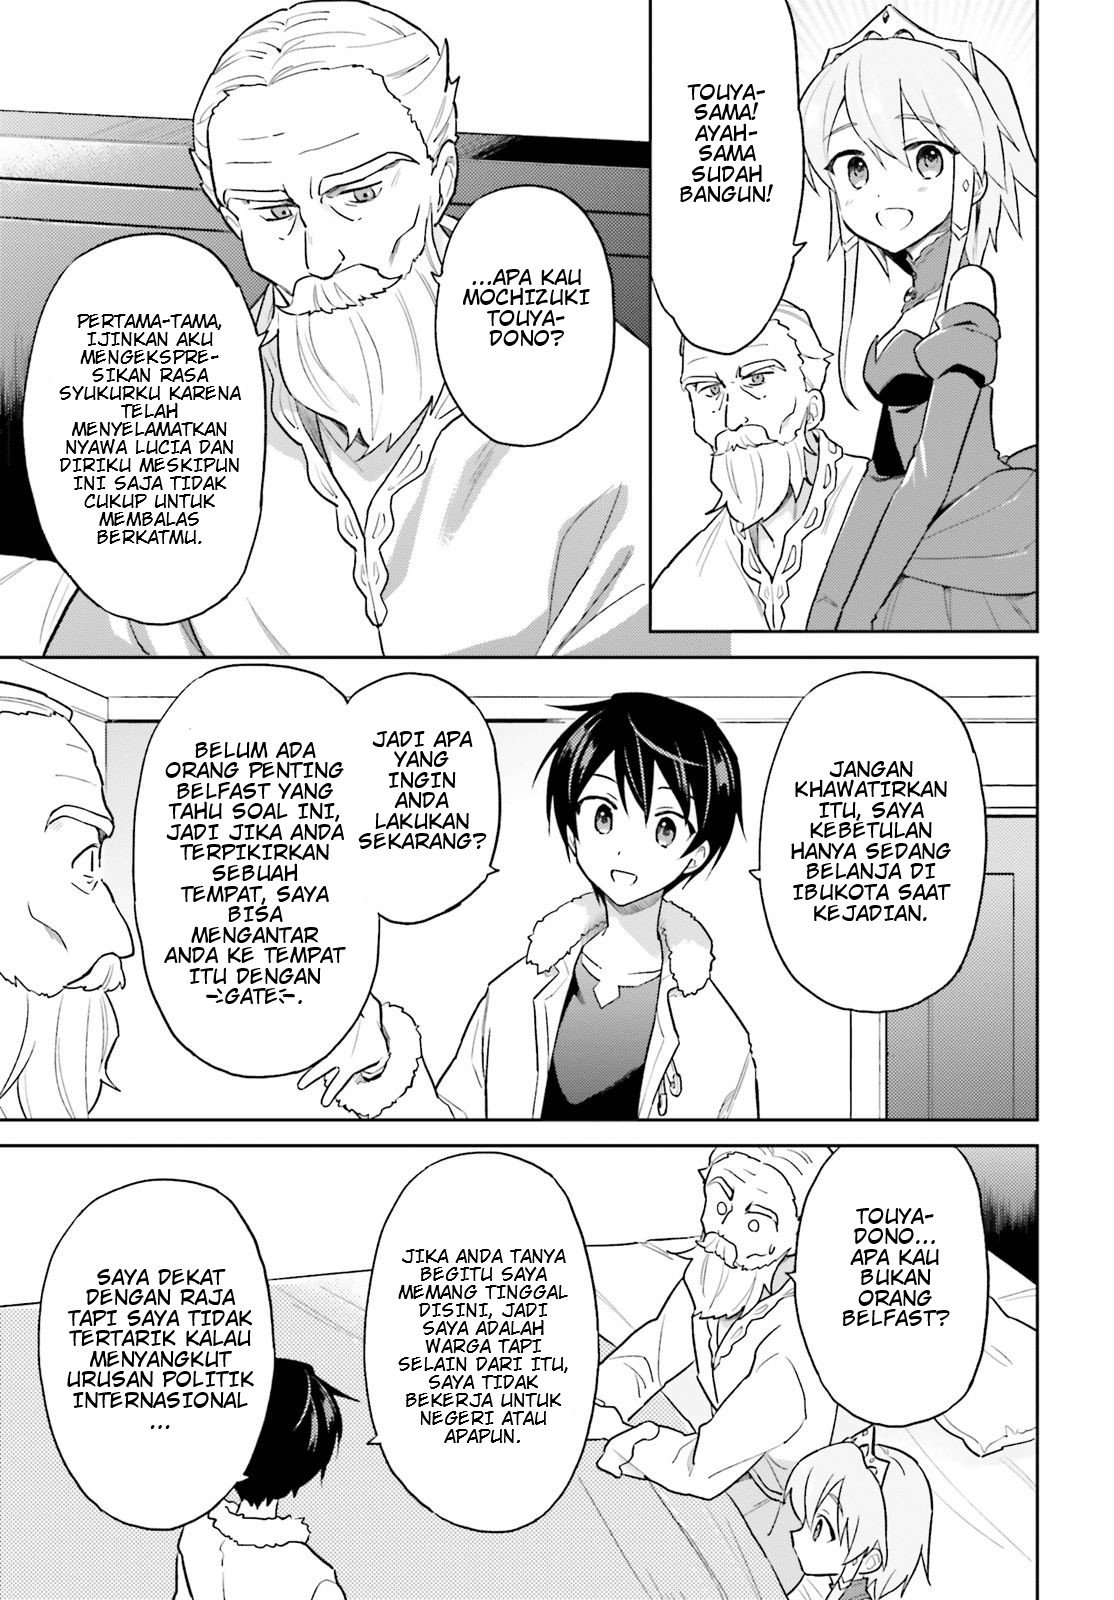 TOUYA-
SAMA!
AYAH-
SAMA
SUDAH
BANGUN!
...APA KAU
MOCHIZUKI
TOUYA-
DONO?
PERTAMA-TAMA,
IJINKAN AKU
MENGEKSPRE-
SIKAN RASA
SYUKURKU KARENA
TELAH
MENYELAMATKAN
NYAWA LUCIA DAN
DIRIKU MESKIPUN
INI SAJA TIDAK
CUKUP UNTUK
MEMBALAS
BERKATMU.
JANGAN
KHAWATIRKAN
ITU, SAYA
KEBETULAN
HANYA SEDANG
BELANJA DI
IBUKOTA SAAT
KEJADIAN.
JADI APA
YANG
INGIN
ANDA
LAKUKAN
SEKARANG?
BELUM ADA
ORANG PENTING
BELFAST YANG
TAHU SOAL INI,
JADI JIKA ANDA
TERPIKIRKAN
SEBUAH
TEMPAT, SAYA
BISA
MENGANTAR
ANDA KE TEMPAT
ITU DENGAN
-GATE-.
TOUYA-
DONO...
APA KAU
BUKAN
ORANG
BELFAST?
JIKA ANDA TANYA
BEGITU SAYA
MEMANG TINGGAL
DISINI, JADI
SAYA ADALAH
WARGA TAPI
SELAIN DARI ITU,
SAYA TIDAK
BEKERJA UNTUK
NEGERI ATAU
APAPUN.
SAYA DEKAT
DENGAN RAJA
TAPI SAYA TIDAK
TERTARIK KALAU
MENYANGKUT
URUSAN POLITIK
INTERNASIONAL
...